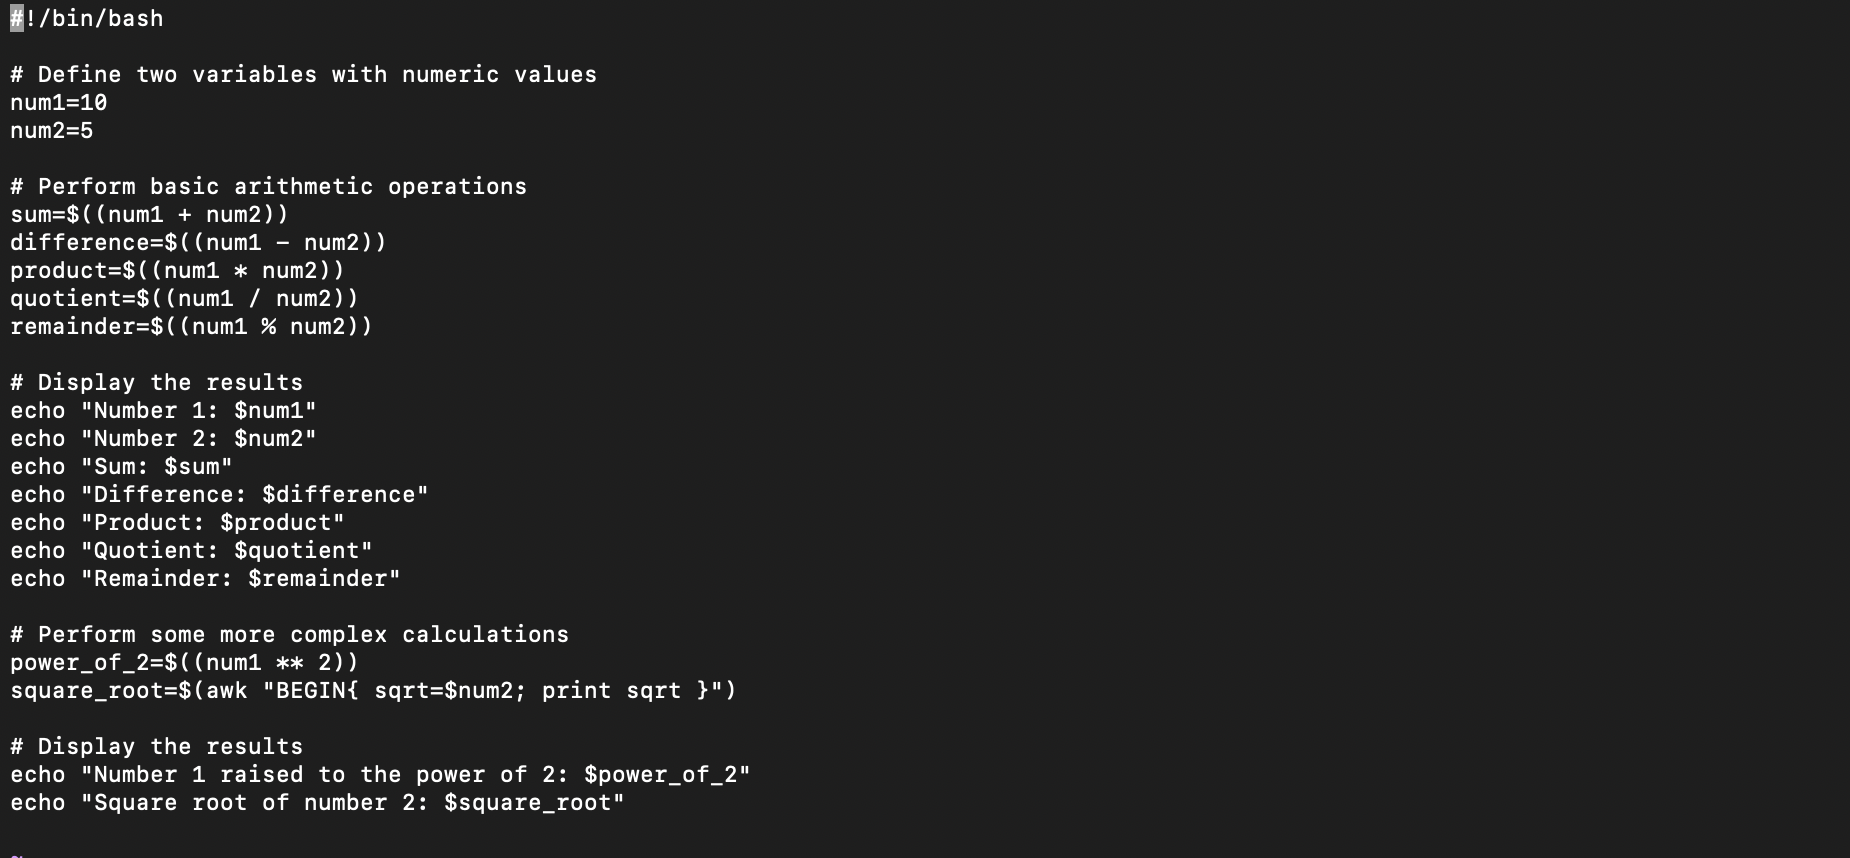 #!/bin/bash
# Define two variables with numeric values
num1=10
num2=5
# Perform basic arithmetic operations
sum=$((num1 + num2))
difference=$((num1 - num2))
product=$((num1 * num2))
quotient=$((num1 / num2))
remainder=$((num1 % num2))
# Display the results
echo "Number 1: $num1"
echo "Number 2: $num2"
echo "Sum: $sum"
echo "Difference: $difference"
echo "Product: $product"
echo "Quotient: $quotient"
echo "Remainder: $remainder"
# Perform some more complex calculations
power_of_2=$((num1 ** 2))
square_root=$(awk "BEGIN{ sqrt=$num2; print sqrt }")
# Display the results
echo "Number 1 raised to the power of 2: $power_of_2"
echo "Square root of number 2: $square_root"
~